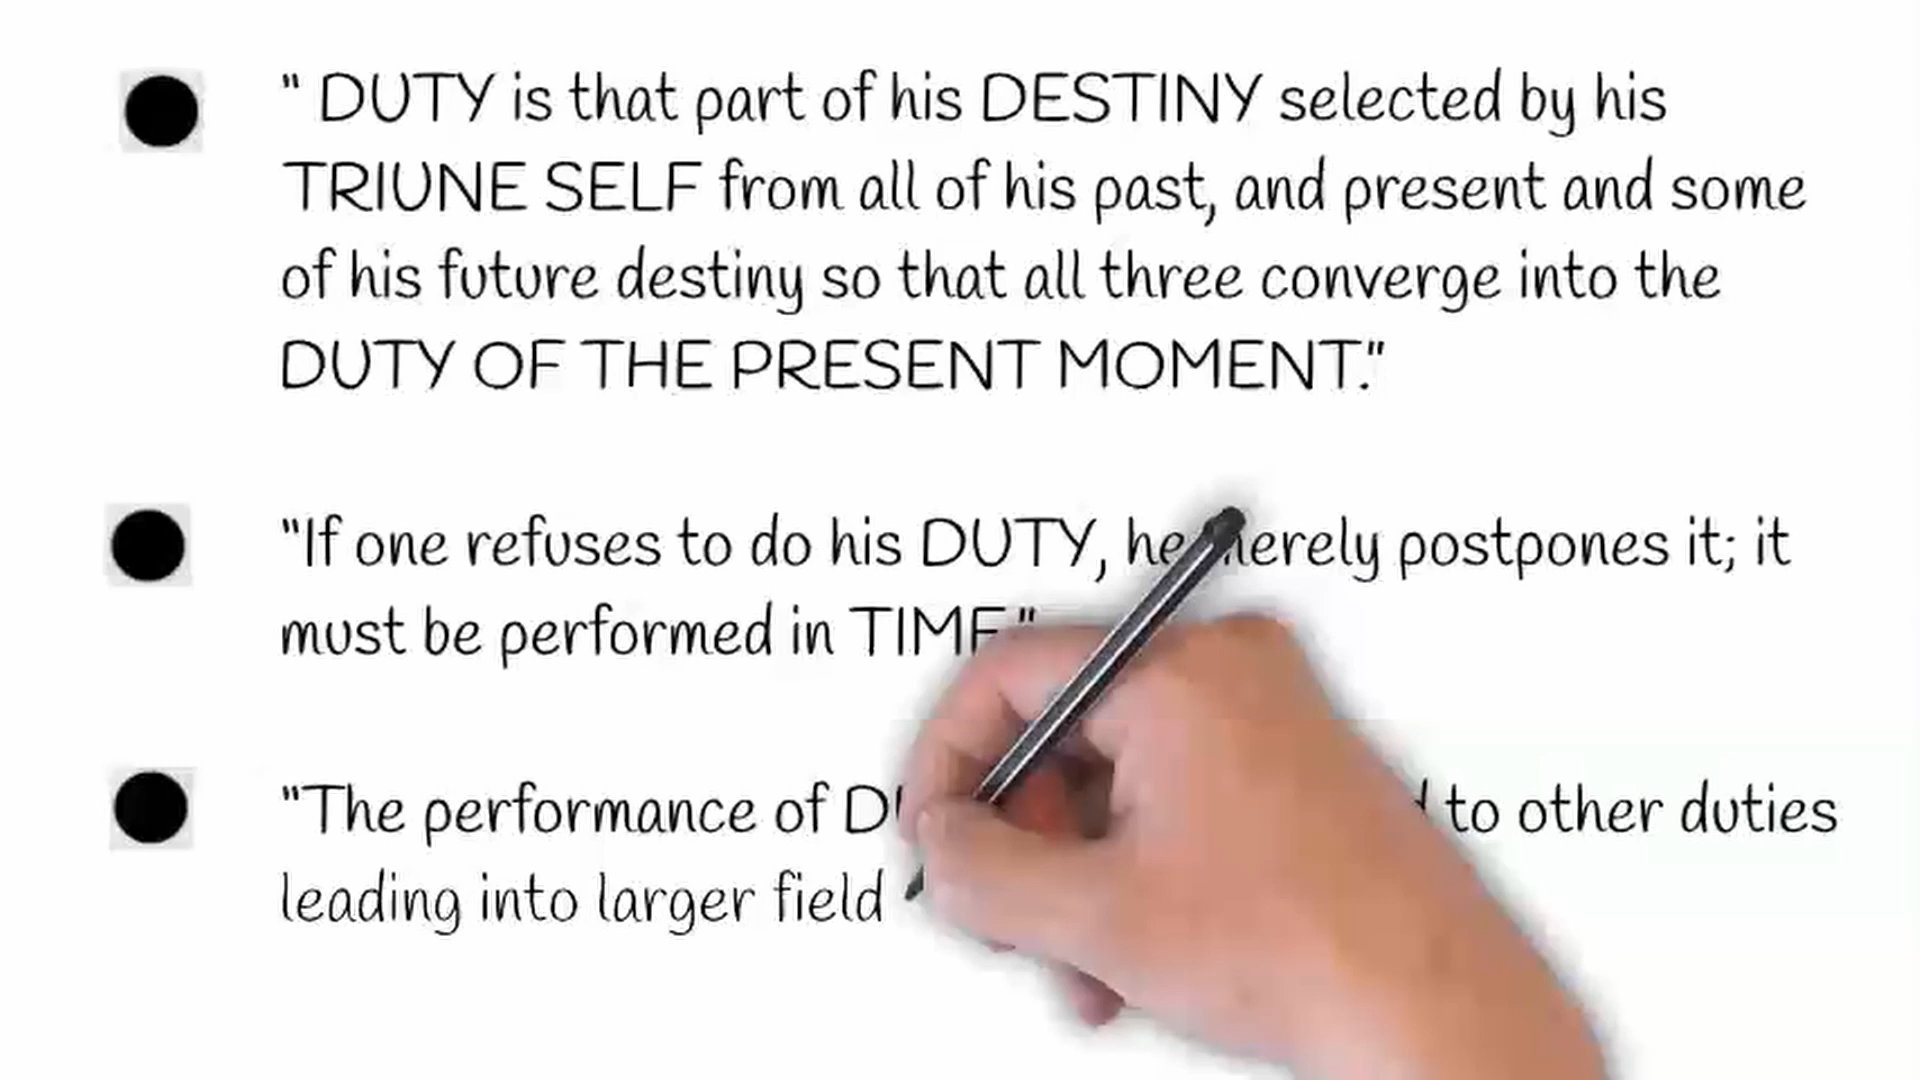 " DUTY is that part of his DESTINY selected by his
TRIUNE SELF from all of his past, and present and some
of his future destiny so that all three converge into the
DUTY OF THE PRESENT MOMENT."
"If one refuses to do his DUTY, he merely postpones it; it
must be performed in TIME."
"The performance of to other duties
leading into larger field